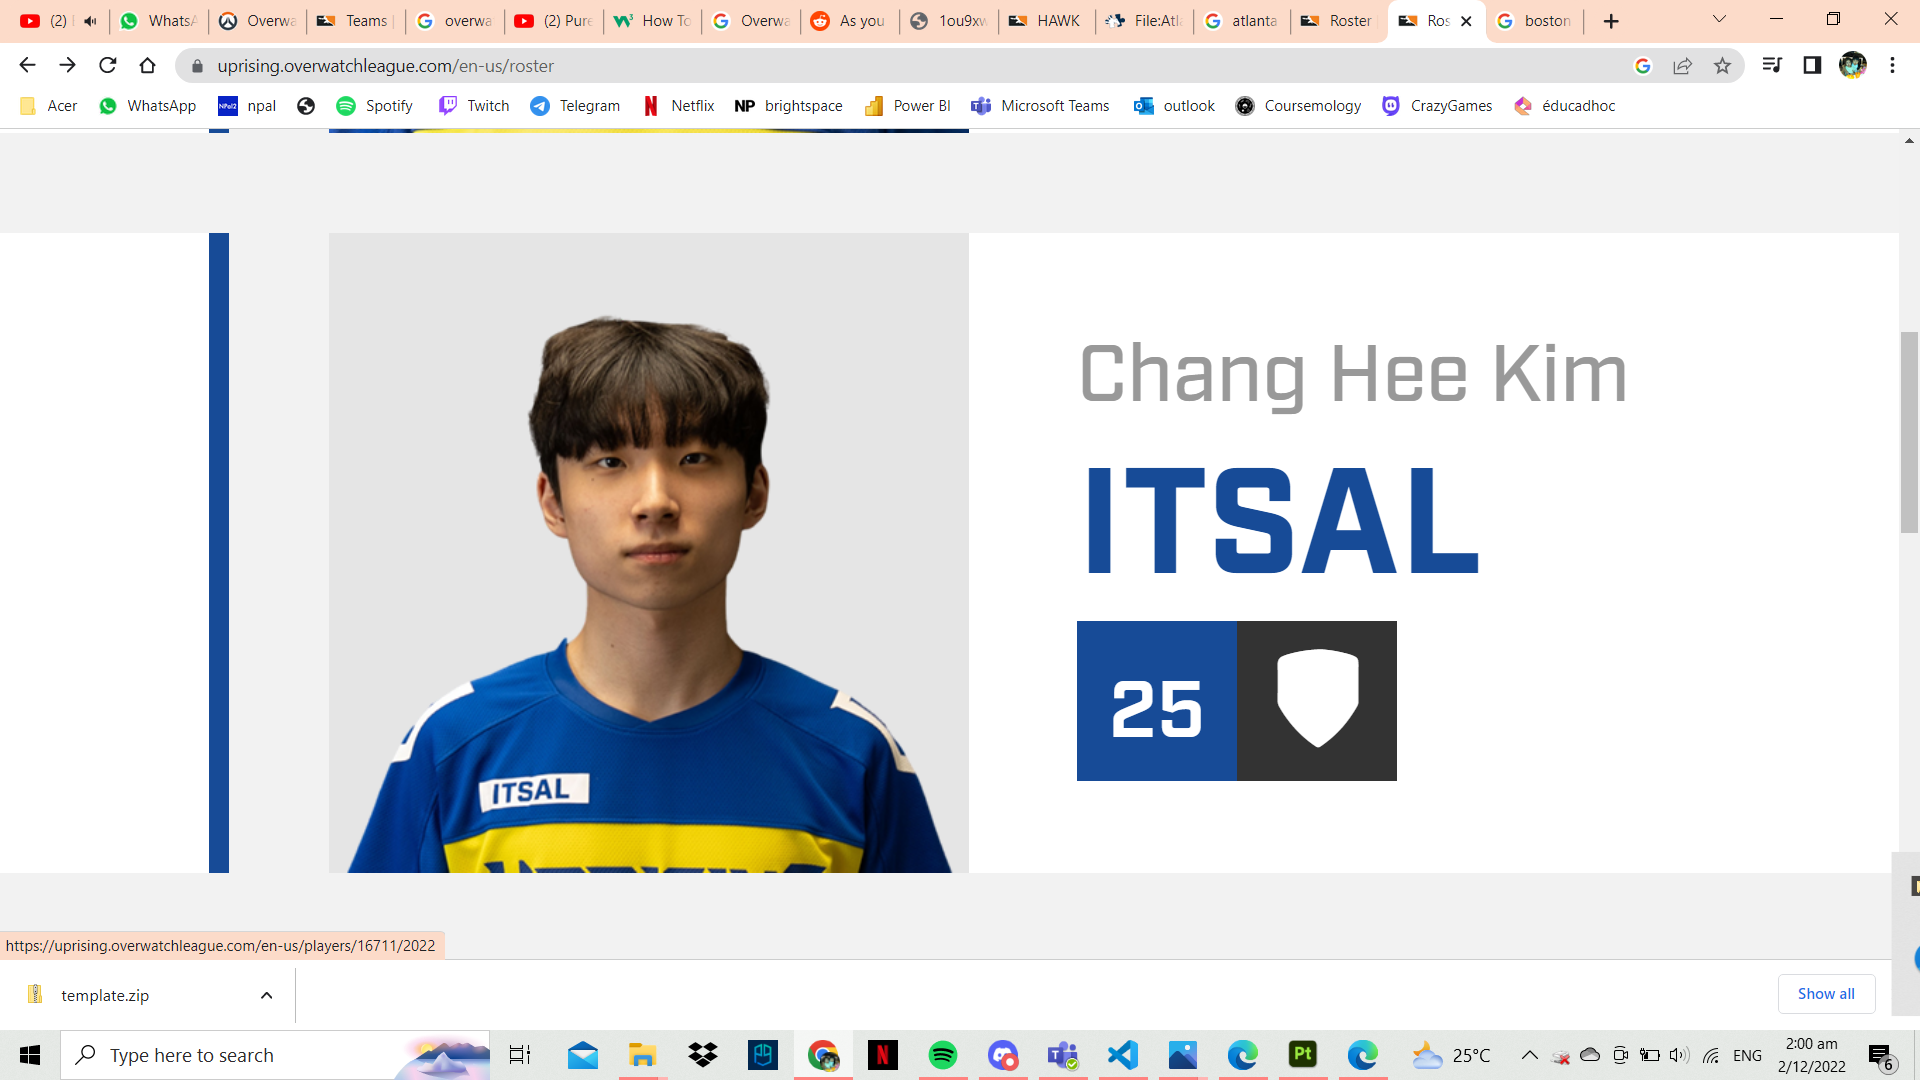 (2)
WhatsA
Overwa
Teams
overwa
(2) Pure
How To
Overwa
As you
1ou9xw
HAWK
File:Atl
atlanta
Roster
Ros
boston
uprising.overwatchleague.com/en-us/roster
Acer
WhatsApp
NPal2
npal
Spotify
Twitch
Telegram
Netflix
NP
brightspace
Power BI
Microsoft Teams
outlook
Coursemology
CrazyGames
éducadhoc
Chang Hee Kim
ITSAL
25
ITSAL
https://uprising.overwatchleague.com/en-us/players/16711/2022
template.zip
Show all
Type here to search
Pt
25°C
ENG
2:00 am
2/12/2022
6